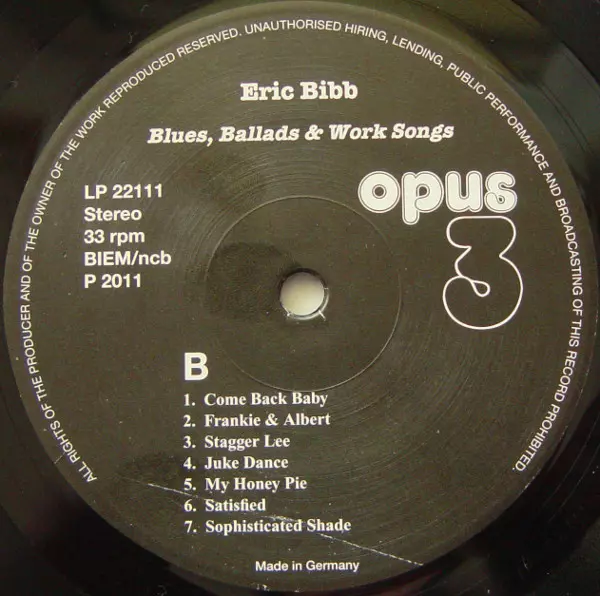 ALL RIGHTS OF THE PRODUCER AND OF THE OWNER OF THE WORK REPRODUCED RESERVED. UNAUTHORISED HIRING, LENDING, PUBLIC PERFORMANCE AND BROADCASTING OF THIS RECORD PROHIBITED.
Eric Bibb
Blues, Ballads & Work Songs
opus
3
LP 22111
Stereo
33 rpm
BIEM/ncb
P 2011
B
1. Come Back Baby
2. Frankie & Albert
3. Stagger Lee
4. Juke Dance
5. My Honey Pie
6. Satisfied
7. Sophisticated Shade
Made in Germany